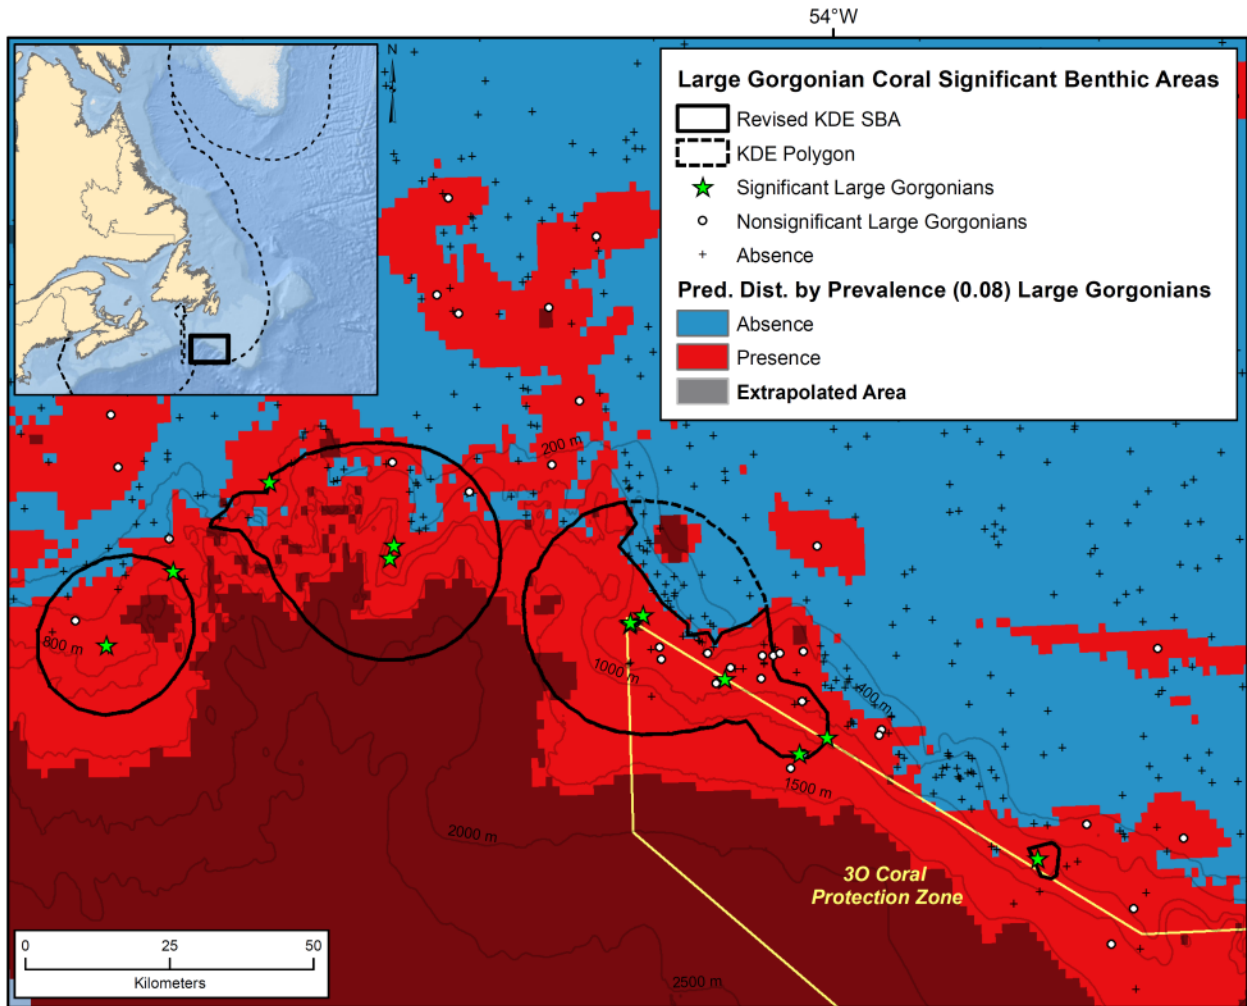 54°W
N
Large Gorgonian Coral Significant Benthic Areas
Revised KDE SBA
KDE Polygon
Significant Large Gorgonians
Nonsignificant Large Gorgonians
Absence
Pred. Dist. by Prevalence (0.08) Large Gorgonians
Absence
Presence
Extrapolated Area
200 m
800 m
1000 m
400 m
1500 m
2000 m
3O Coral
Protection Zone
2500 m
0 25 50
Kilometers